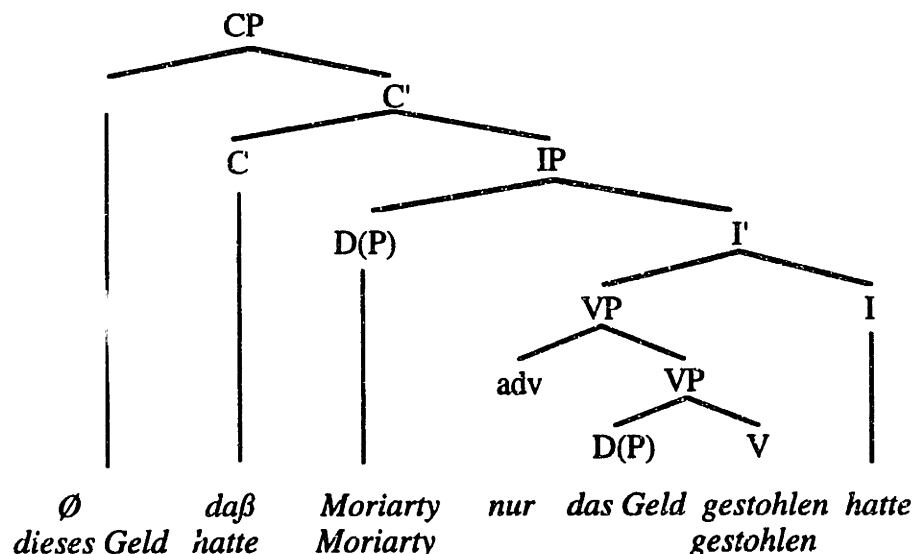 CP
C'
C IP
D(P) I'
VP I
adv VP
D(P) V
Ø daß Moriarty nur das Geld gestohlen hatte
dieses Geld hatte Moriarty gestohlen